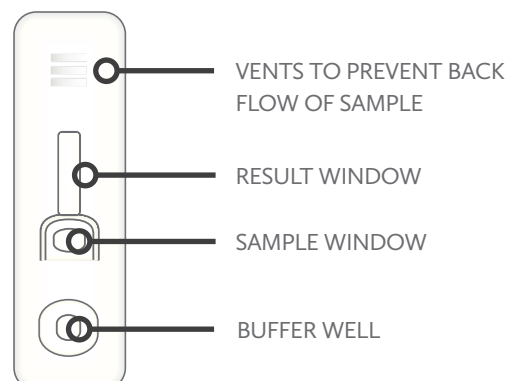 VENTS TO PREVENT BACK
FLOW OF SAMPLE
RESULT WINDOW
SAMPLE WINDOW
BUFFER WELL